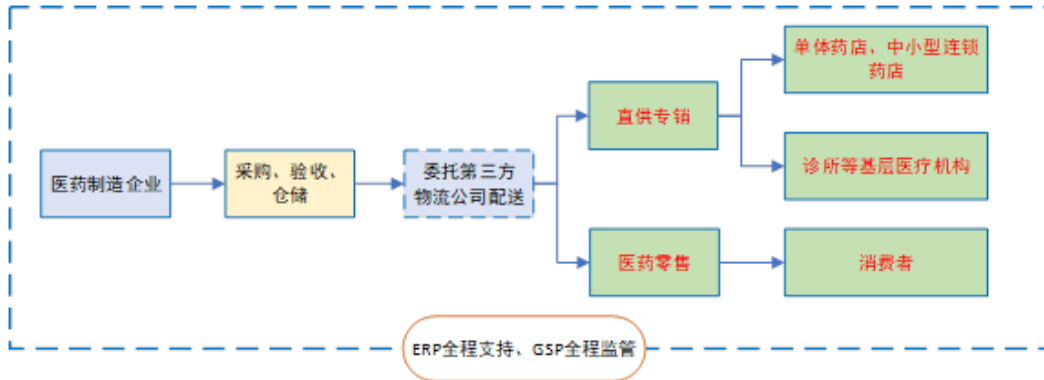 单体药店、中小型连锁
药店
直供专销
医药制造企业
采购、验收、
仓储
委托第三方
物流公司配送
诊所等基层医疗机构
医药零售
消费者
ERP全程支持、GSP全程监管